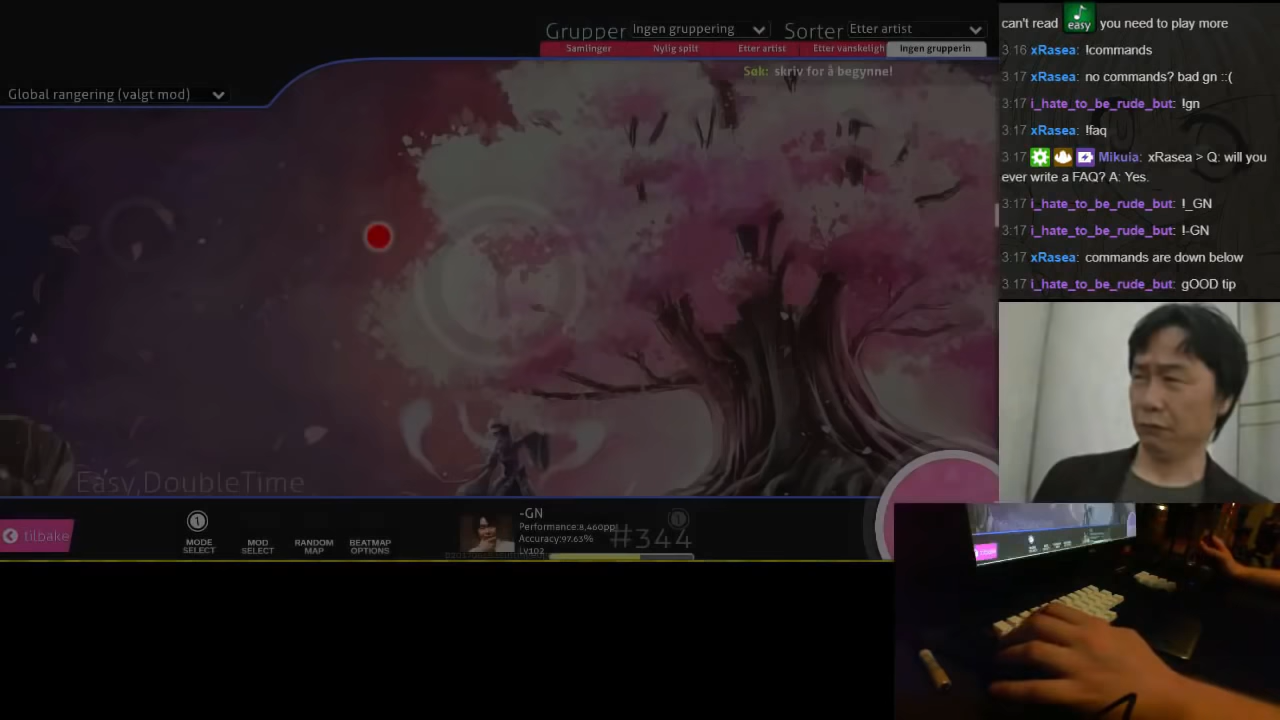 Grupper Ingen gruppering Sorter Etter artist
Samlinger Nylig spilt Etter artist Etter vanskeligh Ingen grupperin
Søk: skriv for å begynne!
Global rangering (valgt mod)
Easy,DoubleTime
tilbake
MODE SELECT
MOD SELECT
RANDOM MAP
BEATMAP OPTIONS
-GN
Performance:8,460pp
Accuracy:97.63%
Lv102
#344
can't read easy you need to play more
3:16 xRasea: !commands
3:17 xRasea: no commands? bad gn ::(
3:17 i_hate_to_be_rude_but: !gn
3:17 xRasea: !faq
3:17 Mikuia: xRasea > Q: will you
ever write a FAQ? A: Yes.
3:17 i_hate_to_be_rude_but: !_GN
3:17 i_hate_to_be_rude_but: !-GN
3:17 xRasea: commands are down below
3:17 i_hate_to_be_rude_but: gOOD tip
tilbake